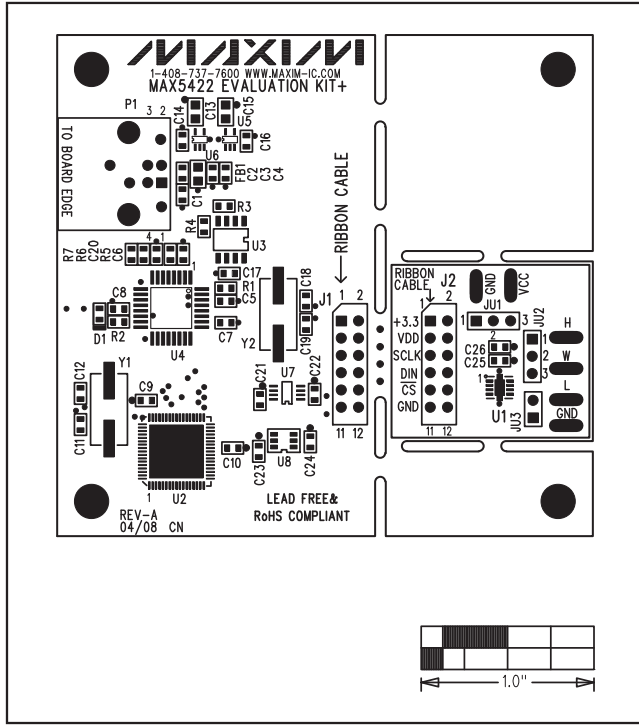 MAXIM
1-408-737-7600 WWW.MAXIM-IC.COM
MAX5422 EVALUATION KIT+
P1
3 2
C14
C13
C15
U5
C16
TO BOARD EDGE
U6
C1
FB1
C2
C3
C4
R3
R4
U3
RIBBON CABLE
4 1
R7
R6
C20
R5
C6
1
C17
R1
C5
C18
J1
1 2
C8
R2
D1
U4
C7
Y2
C19
RIBBON
CABLE
J2
1 2
GND
VCC
JU1
1 3
2
JU2
1
2
3
H
W
L
GND
+3.3
VDD
SCLK
DIN
CS
GND
C26
C25
1
U1
JU3
11 12
11 12
C12
Y1
C9
C11
C21
U7
C22
1
U2
C10
C23
U8
C24
REV-A
04/08 CN
LEAD FREE&
RoHS COMPLIANT
1.0"